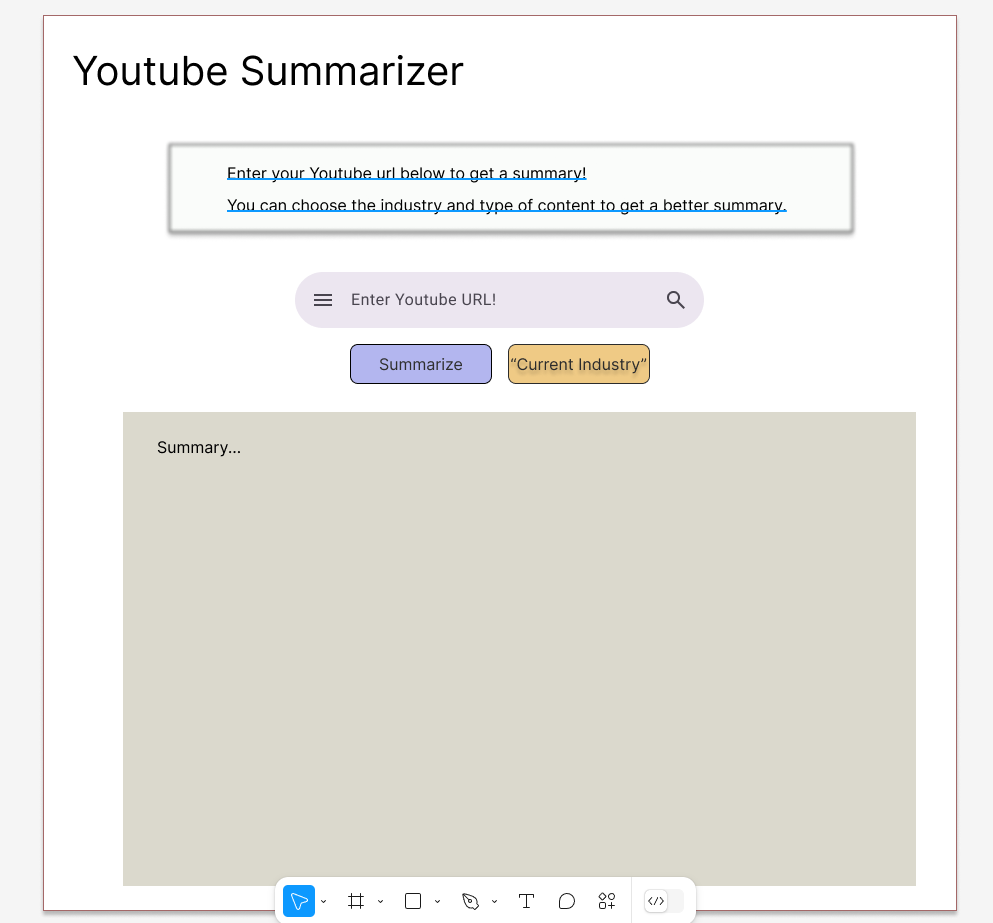 Youtube Summarizer
Enter your Youtube url below to get a summary!
You can choose the industry and type of content to get a better summary.
Enter Youtube URL!
Summarize
“Current Industry”
Summary...